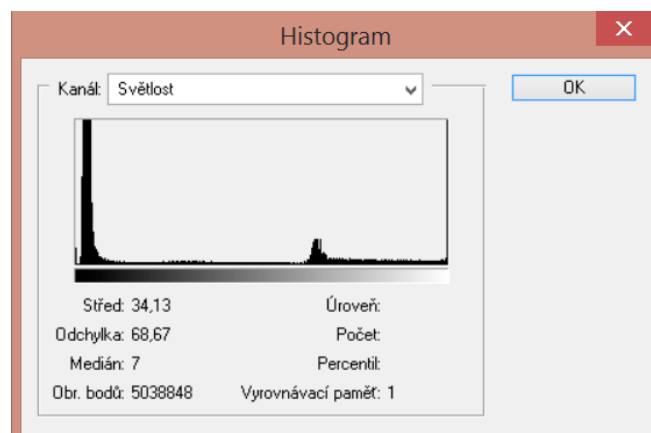 Histogram
Kanál: Světlost
OK
Střed: 34,13
Úroveň:
Odchylka: 68,67
Počet:
Medián: 7
Percentil:
Obr. bodů: 5038848
Vyrovnávací paměť: 1